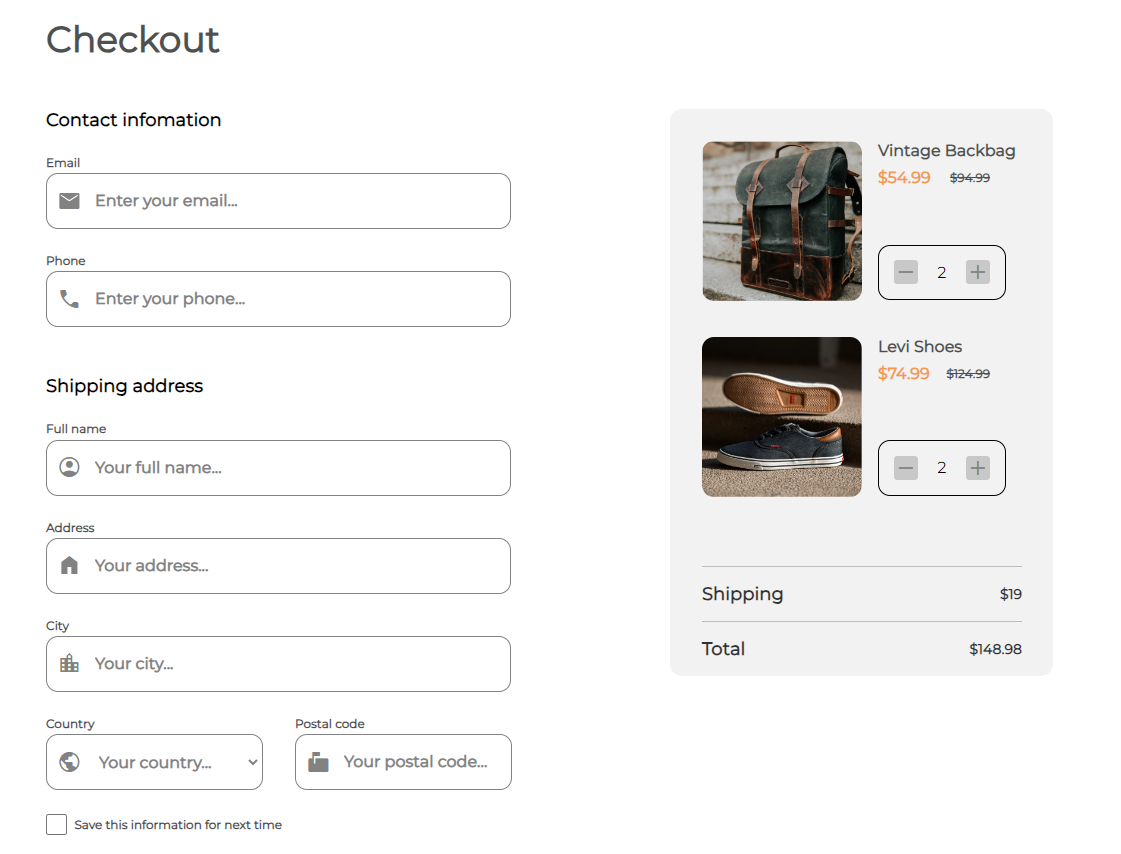 Checkout
Contact infomation
Email
Enter your email...
Phone
Enter your phone...
Shipping address
Full name
Your full name...
Address
Your address...
City
Your city...
Country
Postal code
Your country...
Your postal code...
Save this information for next time
Vintage Backbag
$54.99 $94.99
2
Levi Shoes
$74.99 $124.99
2
Shipping $19
Total $148.98